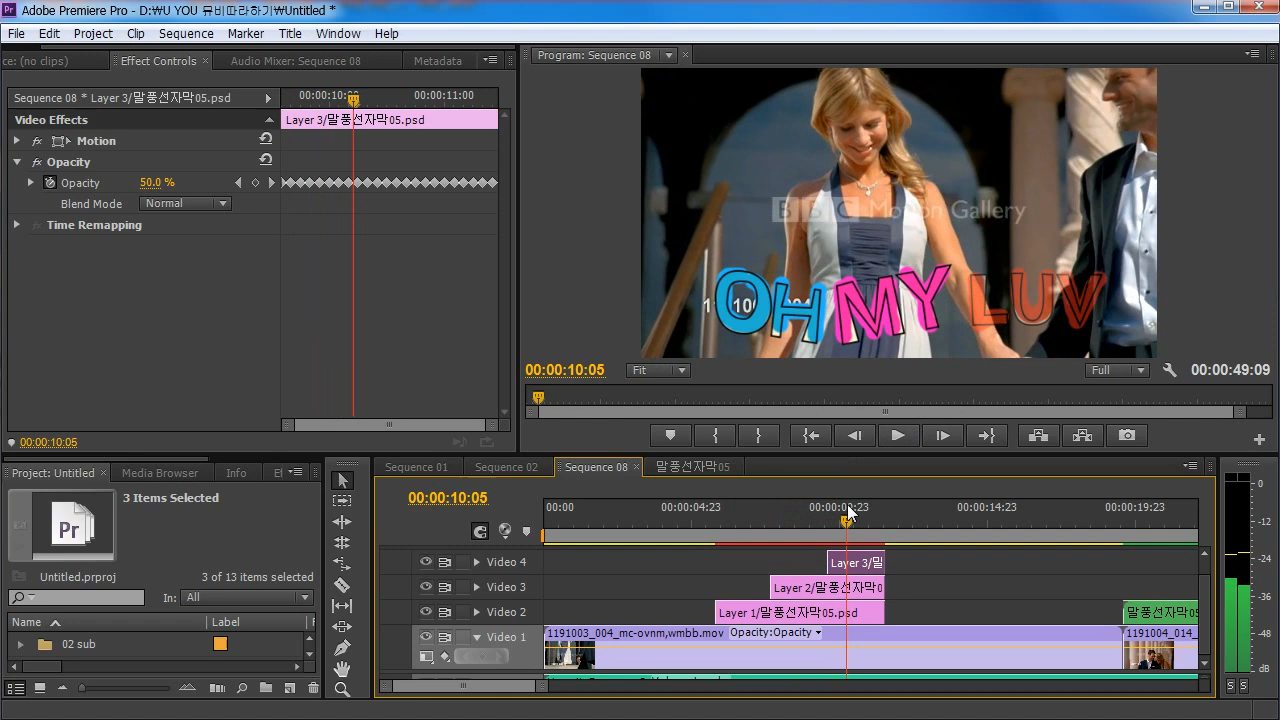 Pr Adobe Premiere Pro - D:₩U YOU 뮤비따라하기₩Untitled *
File Edit Project Clip Sequence Marker Title Window Help
ce: (no clips) Effect Controls Audio Mixer: Sequence 08 Metadata
Sequence 08 * Layer 3/말풍선자막05.psd
00:00:11:00
Video Effects
Layer 3/말풍선자막05.psd
fx Motion
fx Opacity
Opacity 50.0 %
Blend Mode Normal
fx Time Remapping
00:00:10:05
Program: Sequence 08
BBC Motion Gallery
OH MY LUV
00:00:10:05 Fit Full 00:00:49:09
Project: Untitled Media Browser Info
Pr
3 Items Selected
Untitled.prproj 3 of 13 items selected
In: All
Name Label
02 sub
Sequence 01 Sequence 02 Sequence 08 말풍선자막05
00:00:10:05
00:00 00:00:04:23 00:00:14:23 00:00:19:23
Video 4 Layer 3/말
Video 3 Layer 2/말풍선자막0
Video 2 Layer 1/말풍선자막05.psd 말풍선자막05
Video 1 1191003_004_mc-ovnm,wmbb.mov Opacity:Opacity 1191004_014_
0
-12
-24
-36
-48
dB
S S